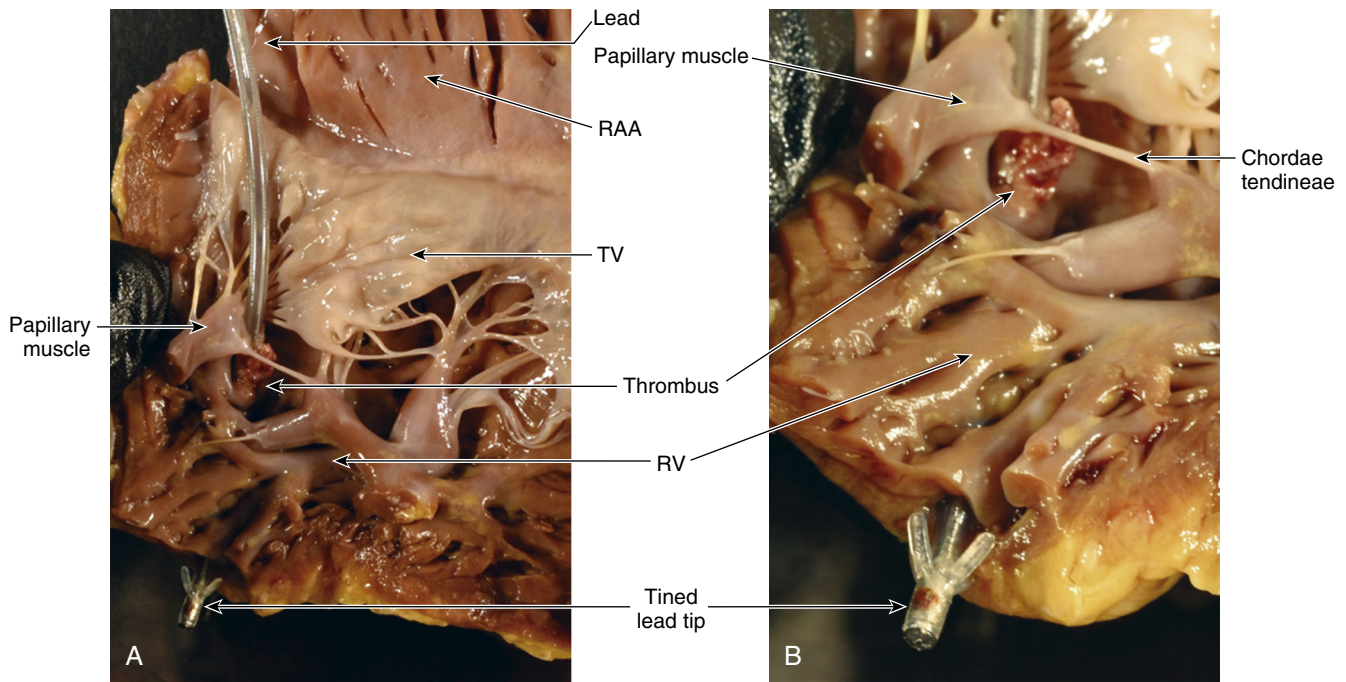 Lead
Papillary muscle
RAA
Chordae
tendineae
TV
Papillary
muscle
Thrombus
RV
Tined
lead tip
A
B